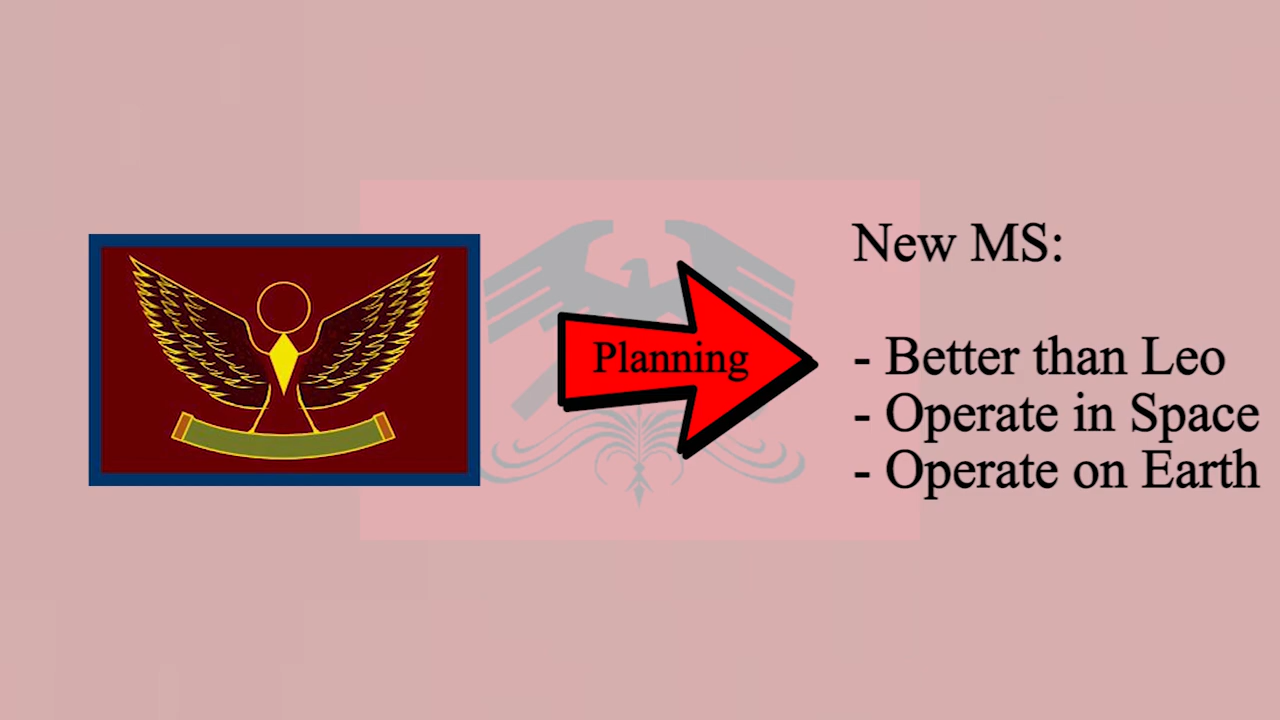 Planning
New MS:
- Better than Leo
- Operate in Space
- Operate on Earth